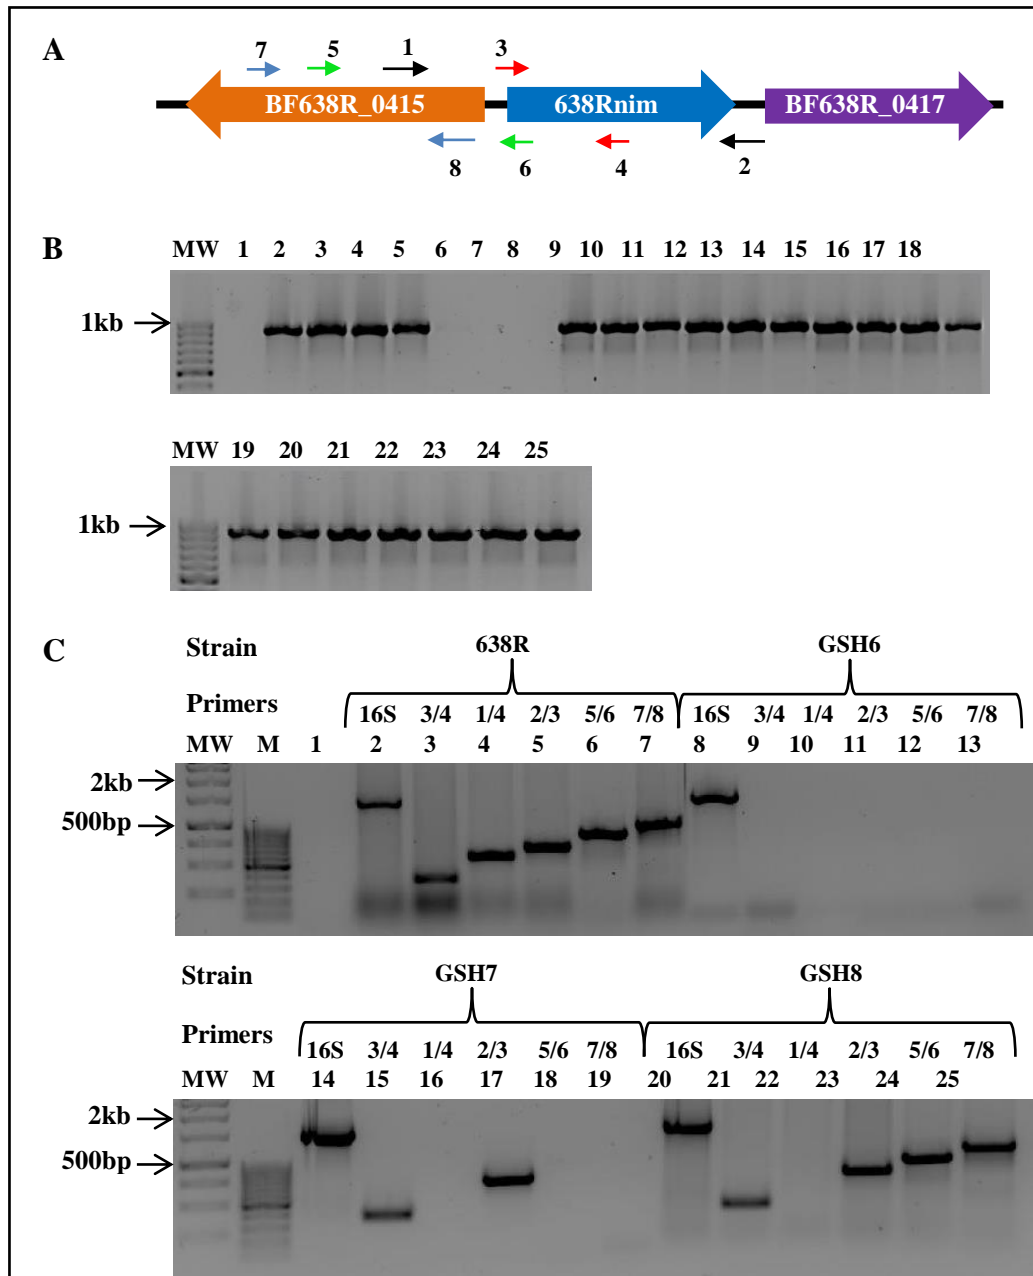 A
7 5 1 3
BF638R_0415 638Rnim BF638R_0417
8 6 4 2
B
MW 1 2 3 4 5 6 7 8 9 10 11 12 13 14 15 16 17 18
1kb
MW 19 20 21 22 23 24 25
1kb
C
Strain 638R GSH6
Primers
16S 3/4 1/4 2/3 5/6 7/8 16S 3/4 1/4 2/3 5/6 7/8
MW M 1 2 3 4 5 6 7 8 9 10 11 12 13
2kb
500bp
Strain GSH7 GSH8
Primers
16S 3/4 1/4 2/3 5/6 7/8 16S 3/4 1/4 2/3 5/6 7/8
MW M 14 15 16 17 18 19 20 21 22 23 24 25
2kb
500bp